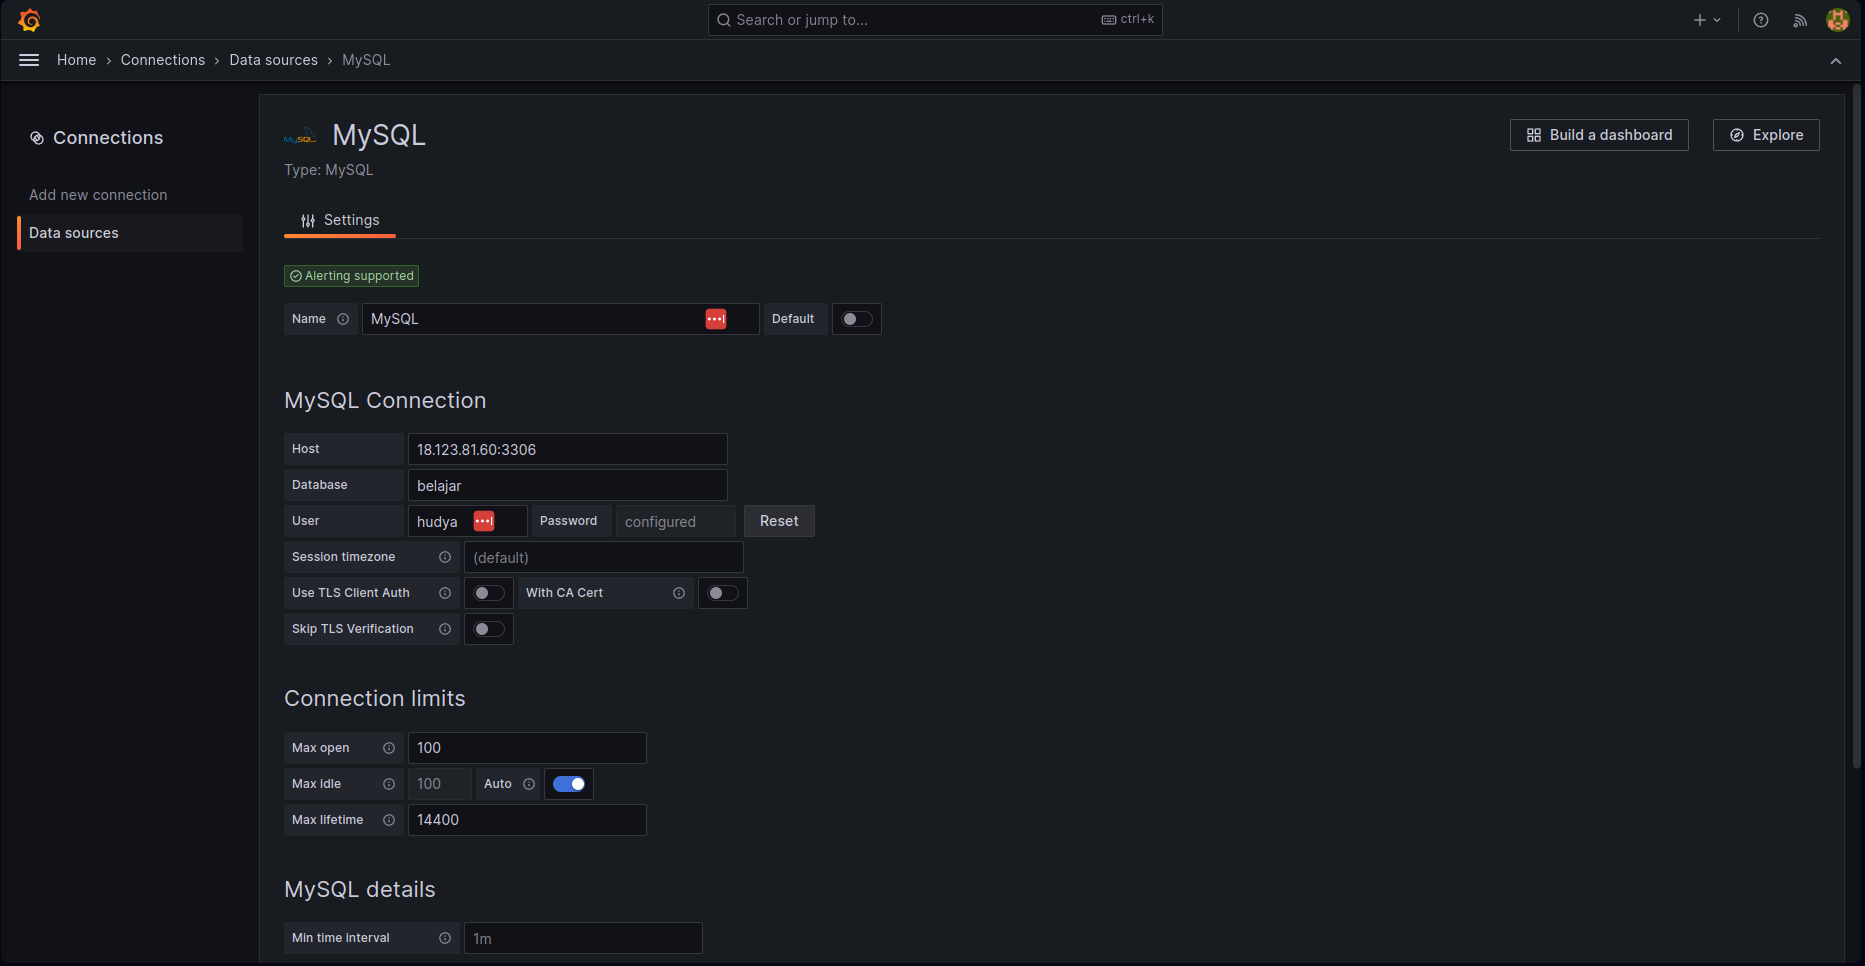 Search or jump to... ctrl+k
Home › Connections › Data sources › MySQL
Connections
Add new connection
Data sources
MySQL MySQL
Type: MySQL
Build a dashboard
Explore
Settings
Alerting supported
Name MySQL Default
MySQL Connection
Host 18.123.81.60:3306
Database belajar
User hudya Password configured Reset
Session timezone (default)
Use TLS Client Auth With CA Cert
Skip TLS Verification
Connection limits
Max open 100
Max idle 100 Auto
Max lifetime 14400
MySQL details
Min time interval 1m